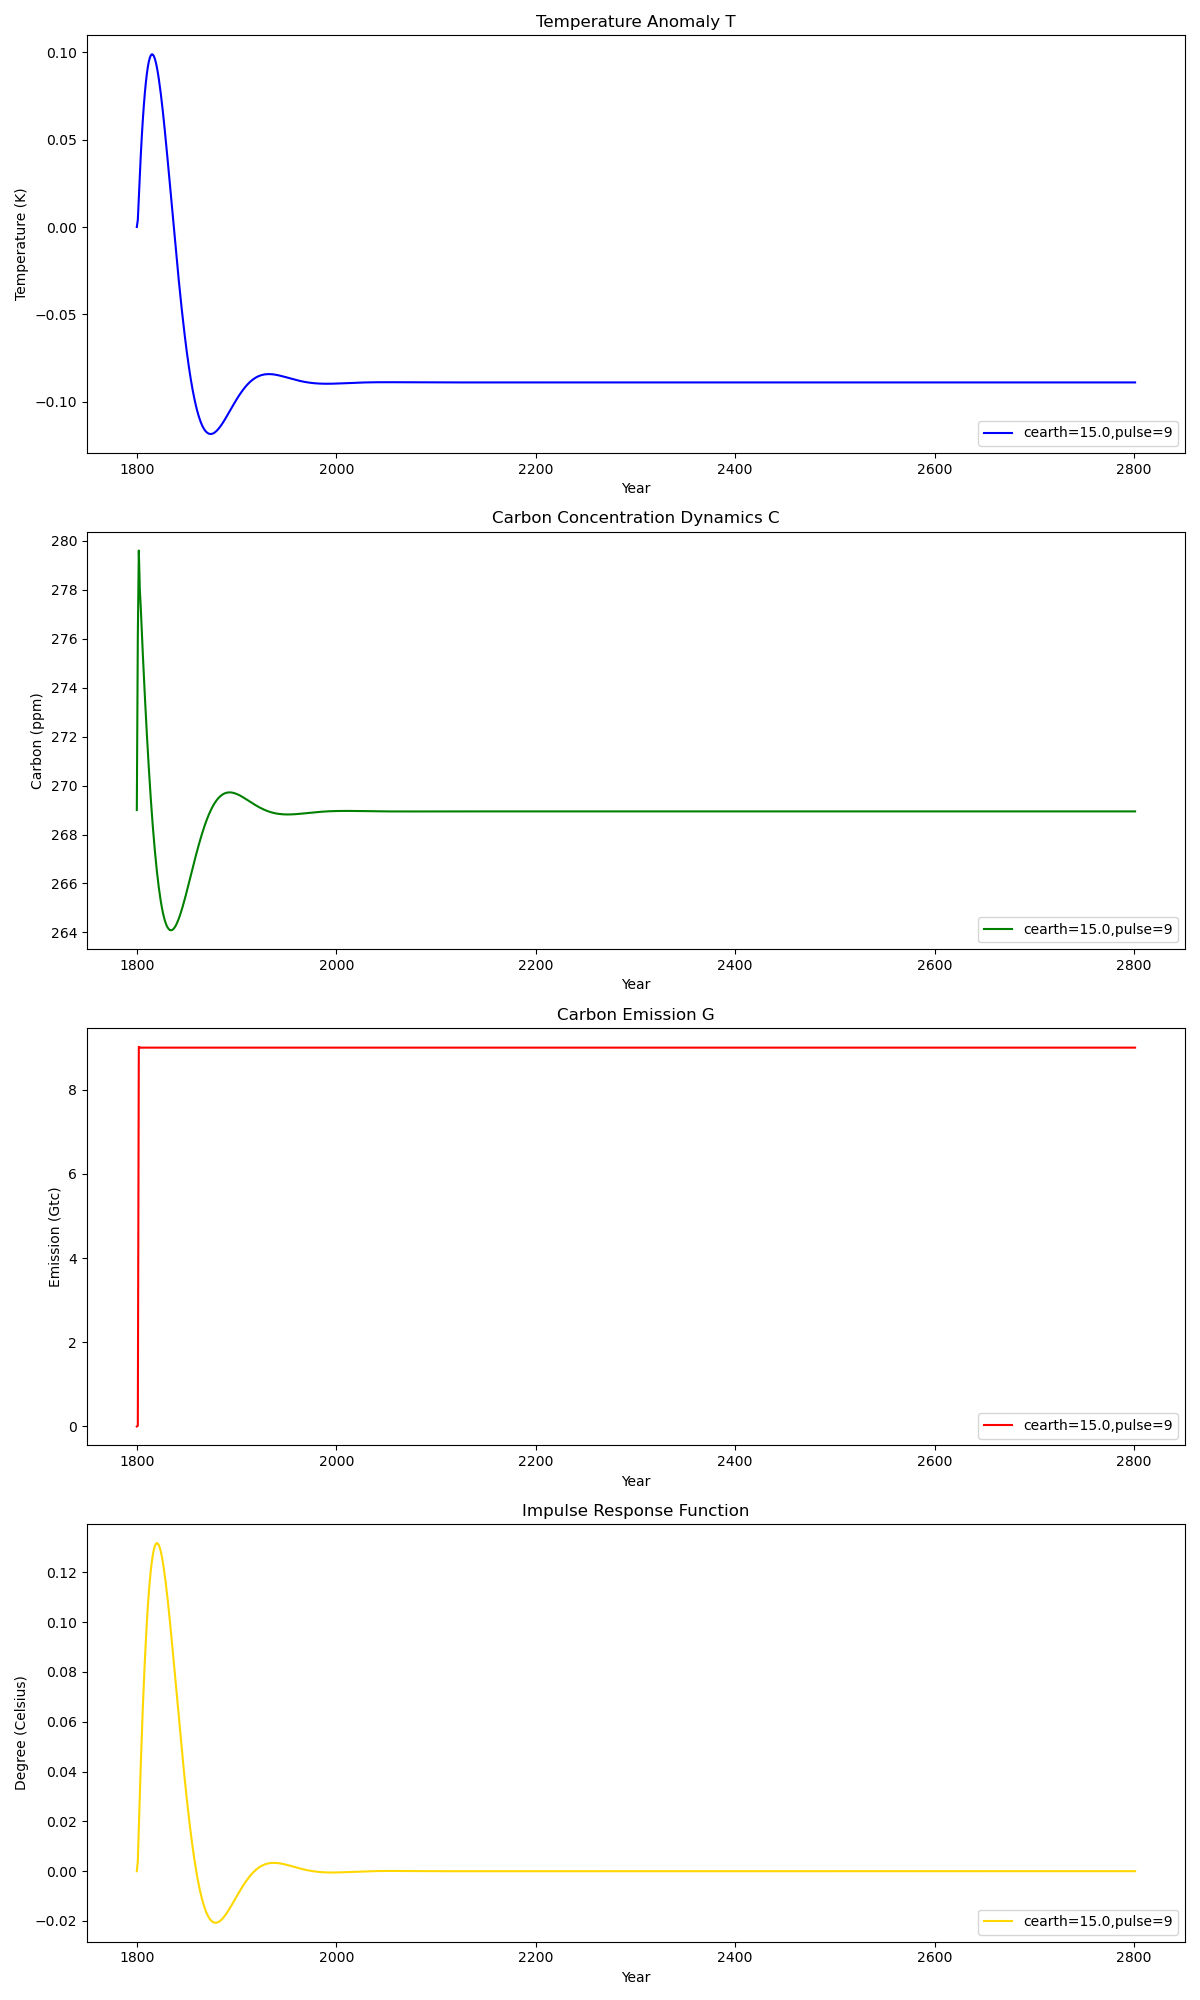 Temperature Anomaly T
0.10
0.05
0.00
−0.05
−0.10
Temperature (K)
cearth=15.0,pulse=9
1800 2000 2200 2400 2600 2800
Year
Carbon Concentration Dynamics C
280
278
276
274
272
270
268
266
264
Carbon (ppm)
cearth=15.0,pulse=9
1800 2000 2200 2400 2600 2800
Year
Carbon Emission G
8
6
4
2
0
Emission (Gtc)
cearth=15.0,pulse=9
1800 2000 2200 2400 2600 2800
Year
Impulse Response Function
0.12
0.10
0.08
0.06
0.04
0.02
0.00
−0.02
Degree (Celsius)
cearth=15.0,pulse=9
1800 2000 2200 2400 2600 2800
Year